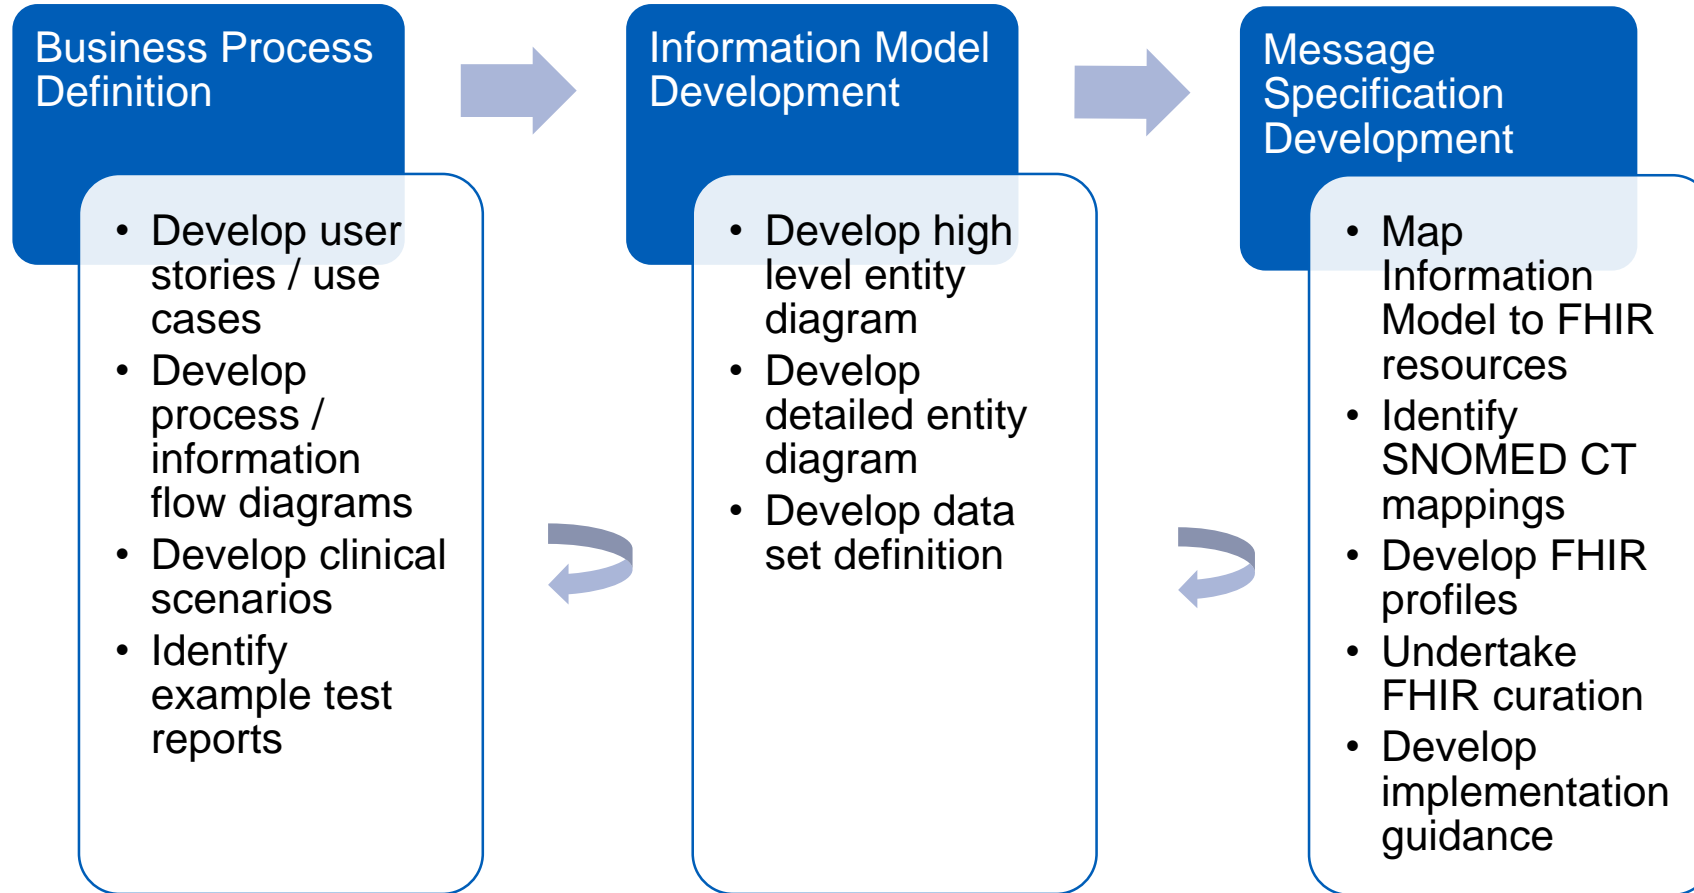 Business Process
Definition
• Develop user
stories / use
cases
• Develop
process /
information
flow diagrams
• Develop clinical
scenarios
• Identify
example test
reports
Information Model
Development
• Develop high
level entity
diagram
• Develop
detailed entity
diagram
• Develop data
set definition
Message
Specification
Development
• Map
Information
Model to FHIR
resources
• Identify
SNOMED CT
mappings
• Develop FHIR
profiles
• Undertake
FHIR curation
• Develop
implementation
guidance